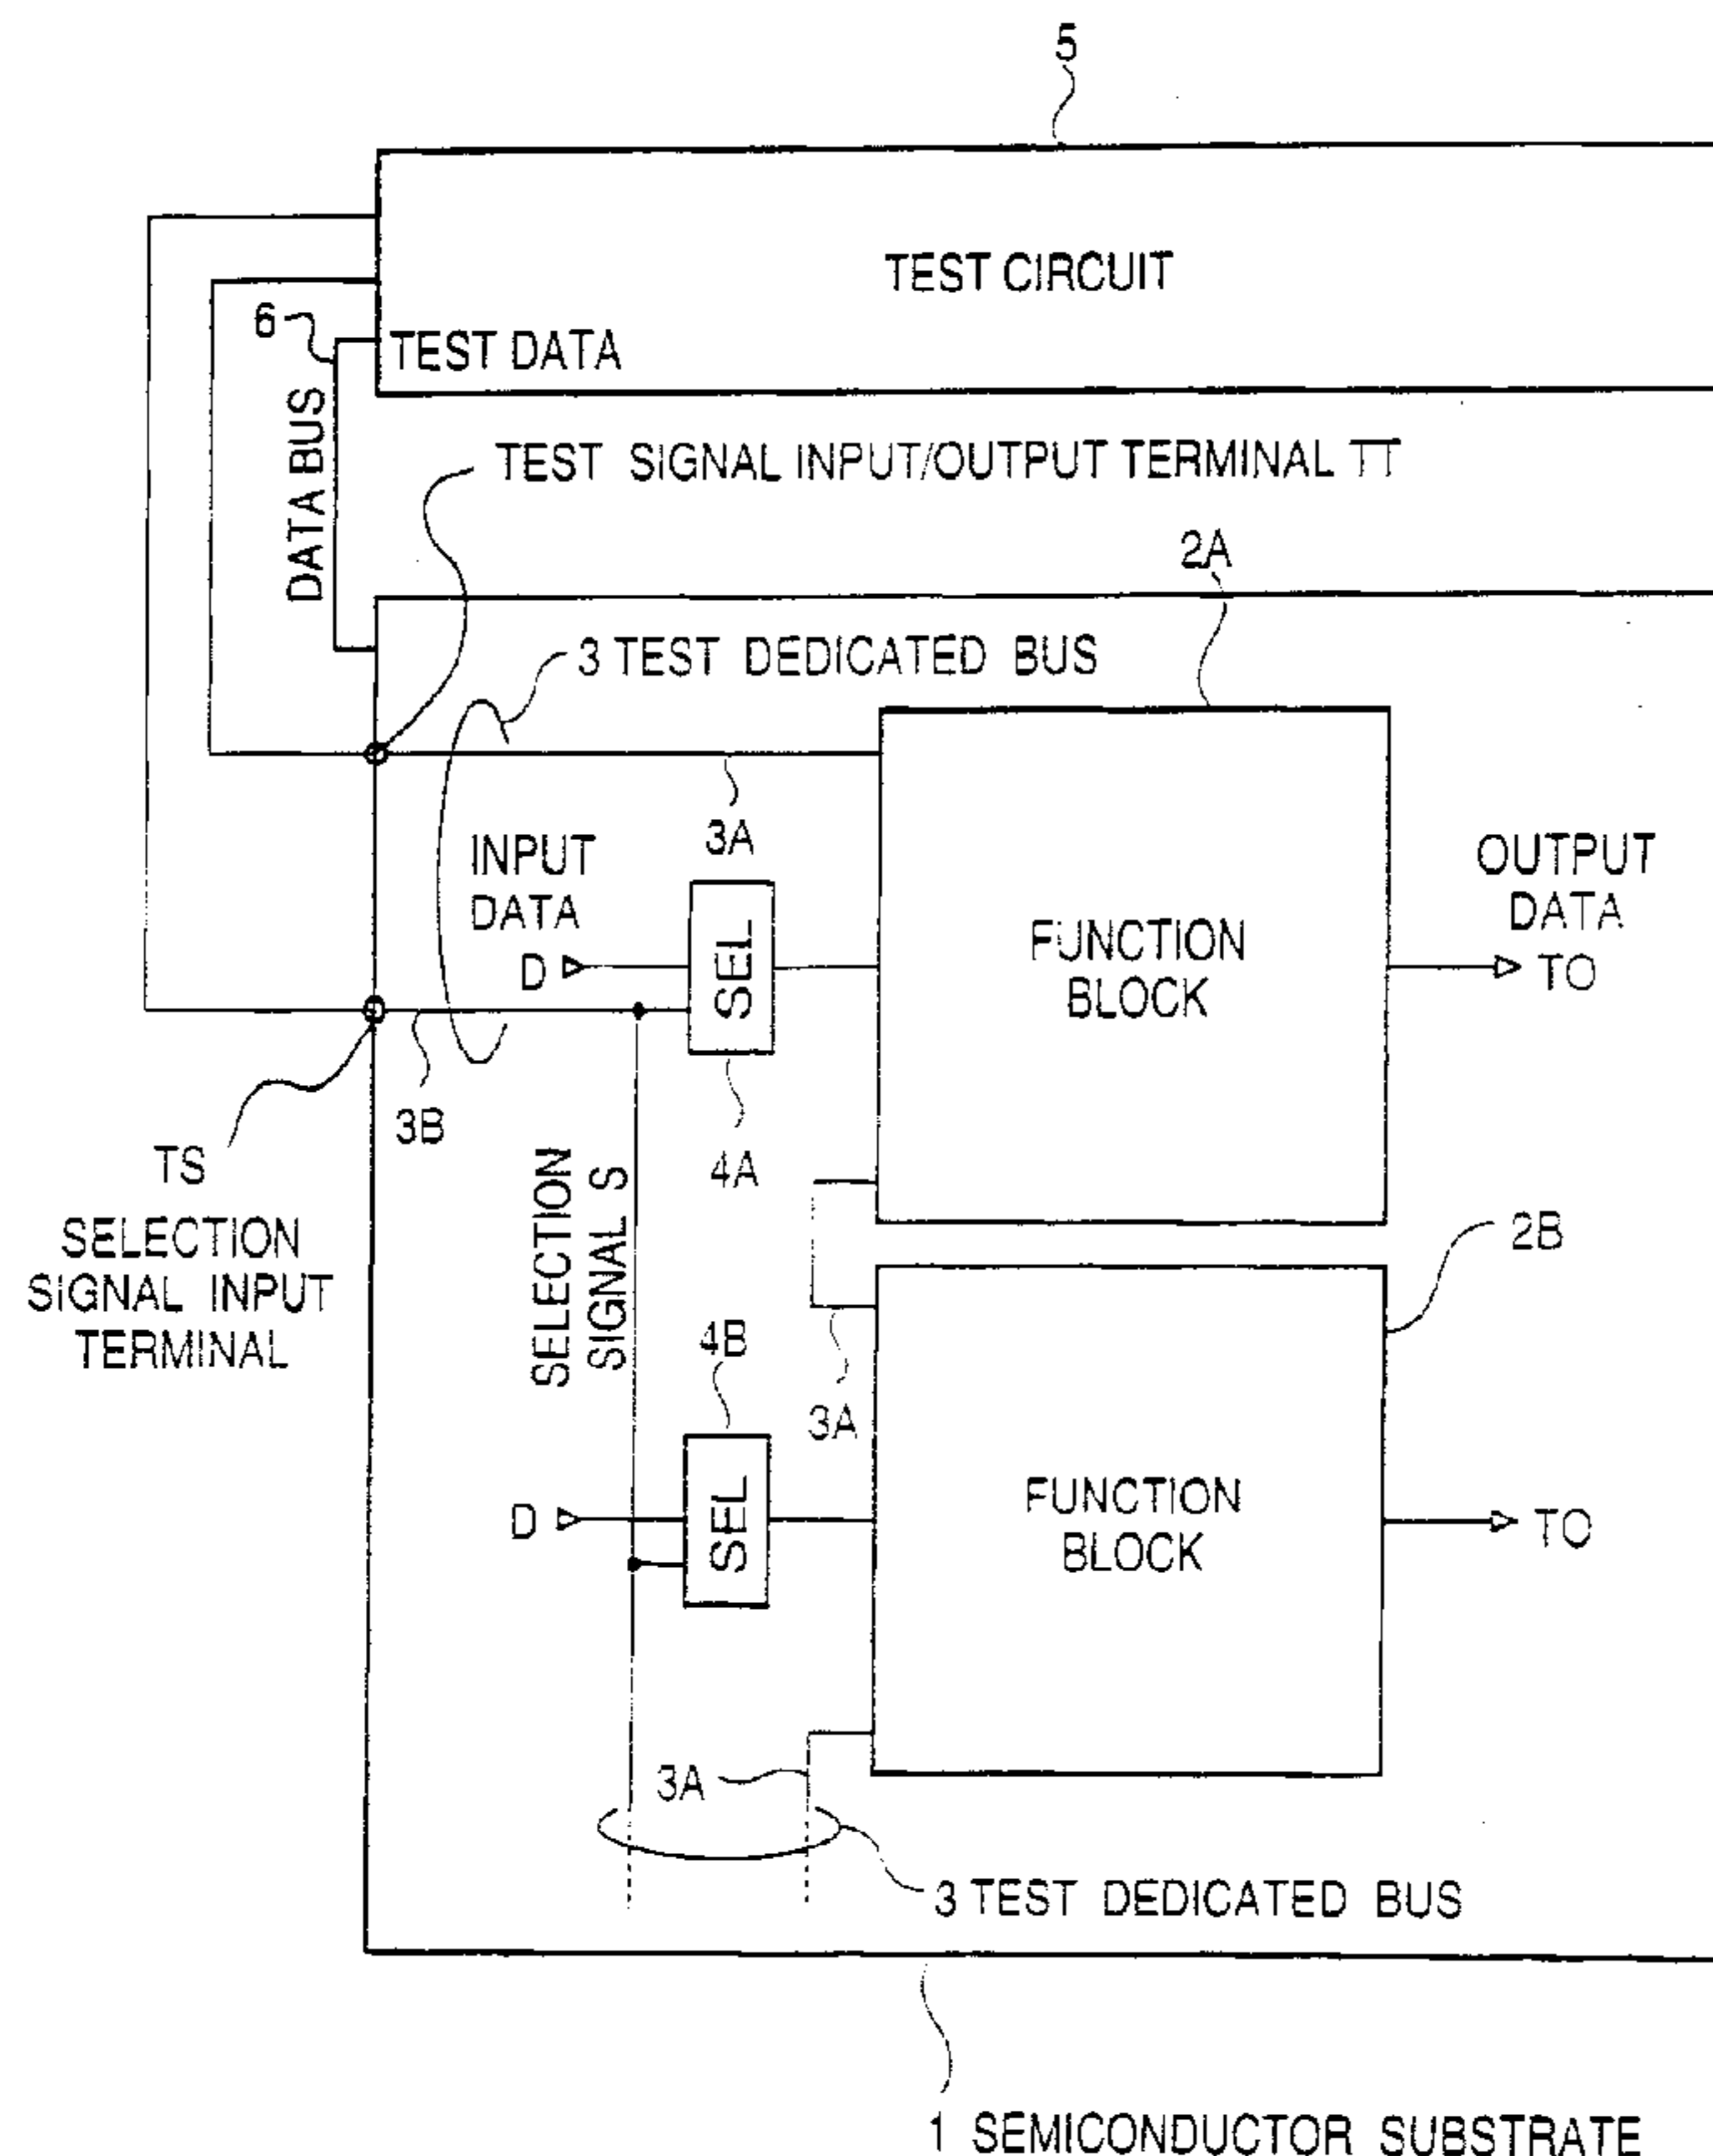 5
TEST CIRCUIT
6
TEST DATA
DATA BUS
TEST SIGNAL INPUT/OUTPUT TERMINAL TT
2A
3 TEST DEDICATED BUS
3A
INPUT
DATA
D
SEL
FUNCTION
BLOCK
OUTPUT
DATA
TO
3B
4A
TS
SELECTION
SIGNAL INPUT
TERMINAL
SELECTION
SIGNAL S
2B
4B
3A
D
SEL
FUNCTION
BLOCK
TO
3A
3 TEST DEDICATED BUS
1 SEMICONDUCTOR SUBSTRATE